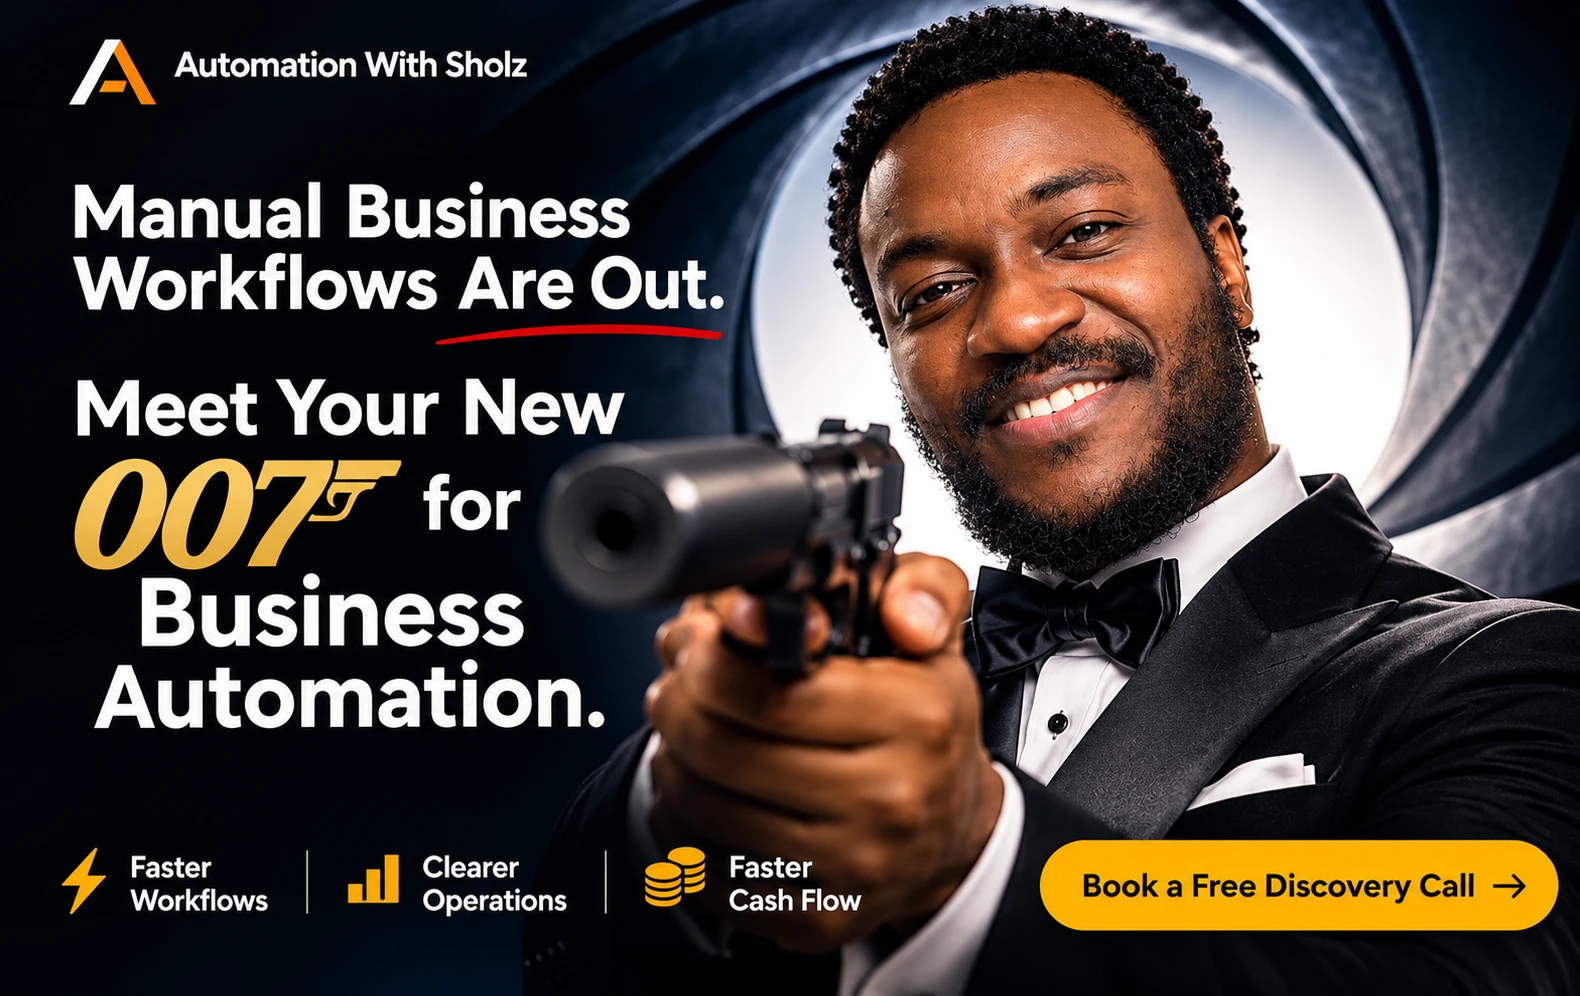 Automation With Sholz
Manual Business
Workflows Are Out.
Meet Your New
007 for
Business
Automation.
Faster
Workflows
Clearer
Operations
Faster
Cash Flow
Book a Free Discovery Call →